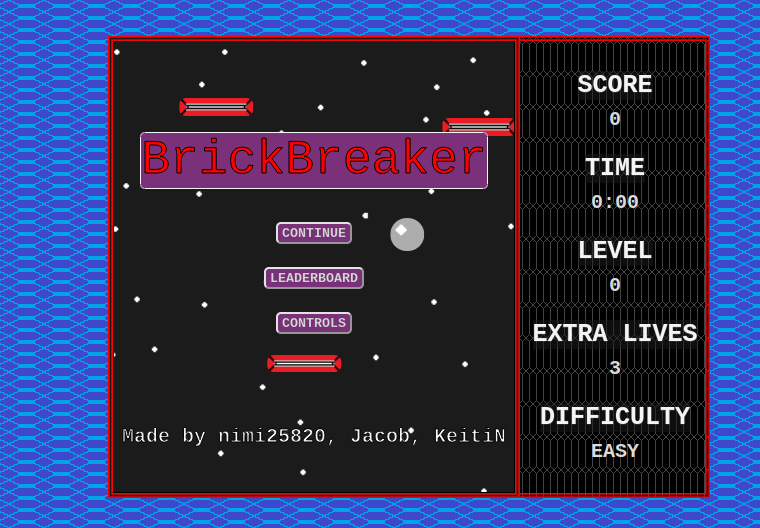 BrickBreaker
CONTINUE
LEADERBOARD
CONTROLS
Made by nimi25820, Jacob, KeitiN
SCORE
0
TIME
0:00
LEVEL
0
EXTRA LIVES
3
DIFFICULTY
EASY